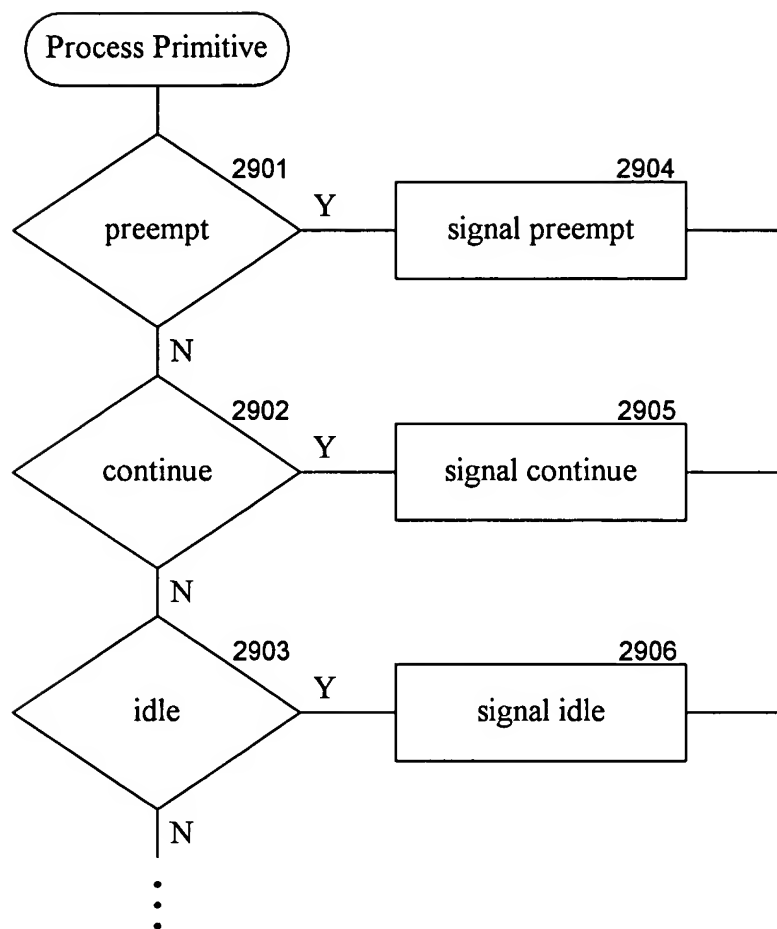 Process Primitive
2901
preempt
Y
2904
signal preempt
N
2902
continue
Y
2905
signal continue
N
2903
idle
Y
2906
signal idle
N